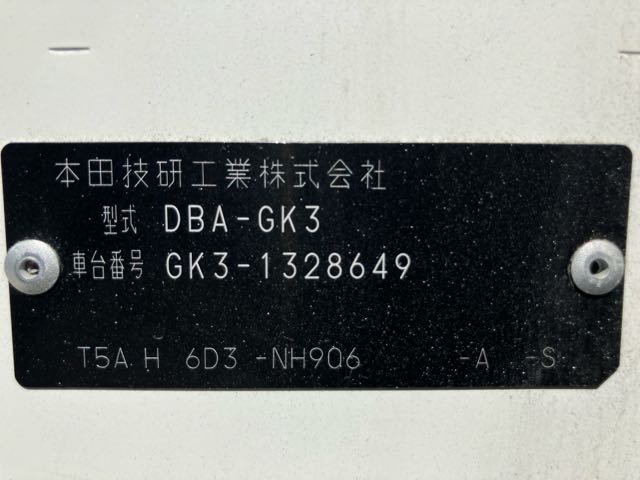 本田技研工業株式会社
型式 DBA-GK3
車台番号 GK3-1328649
T5A H 6D3 -NH906 -A -S